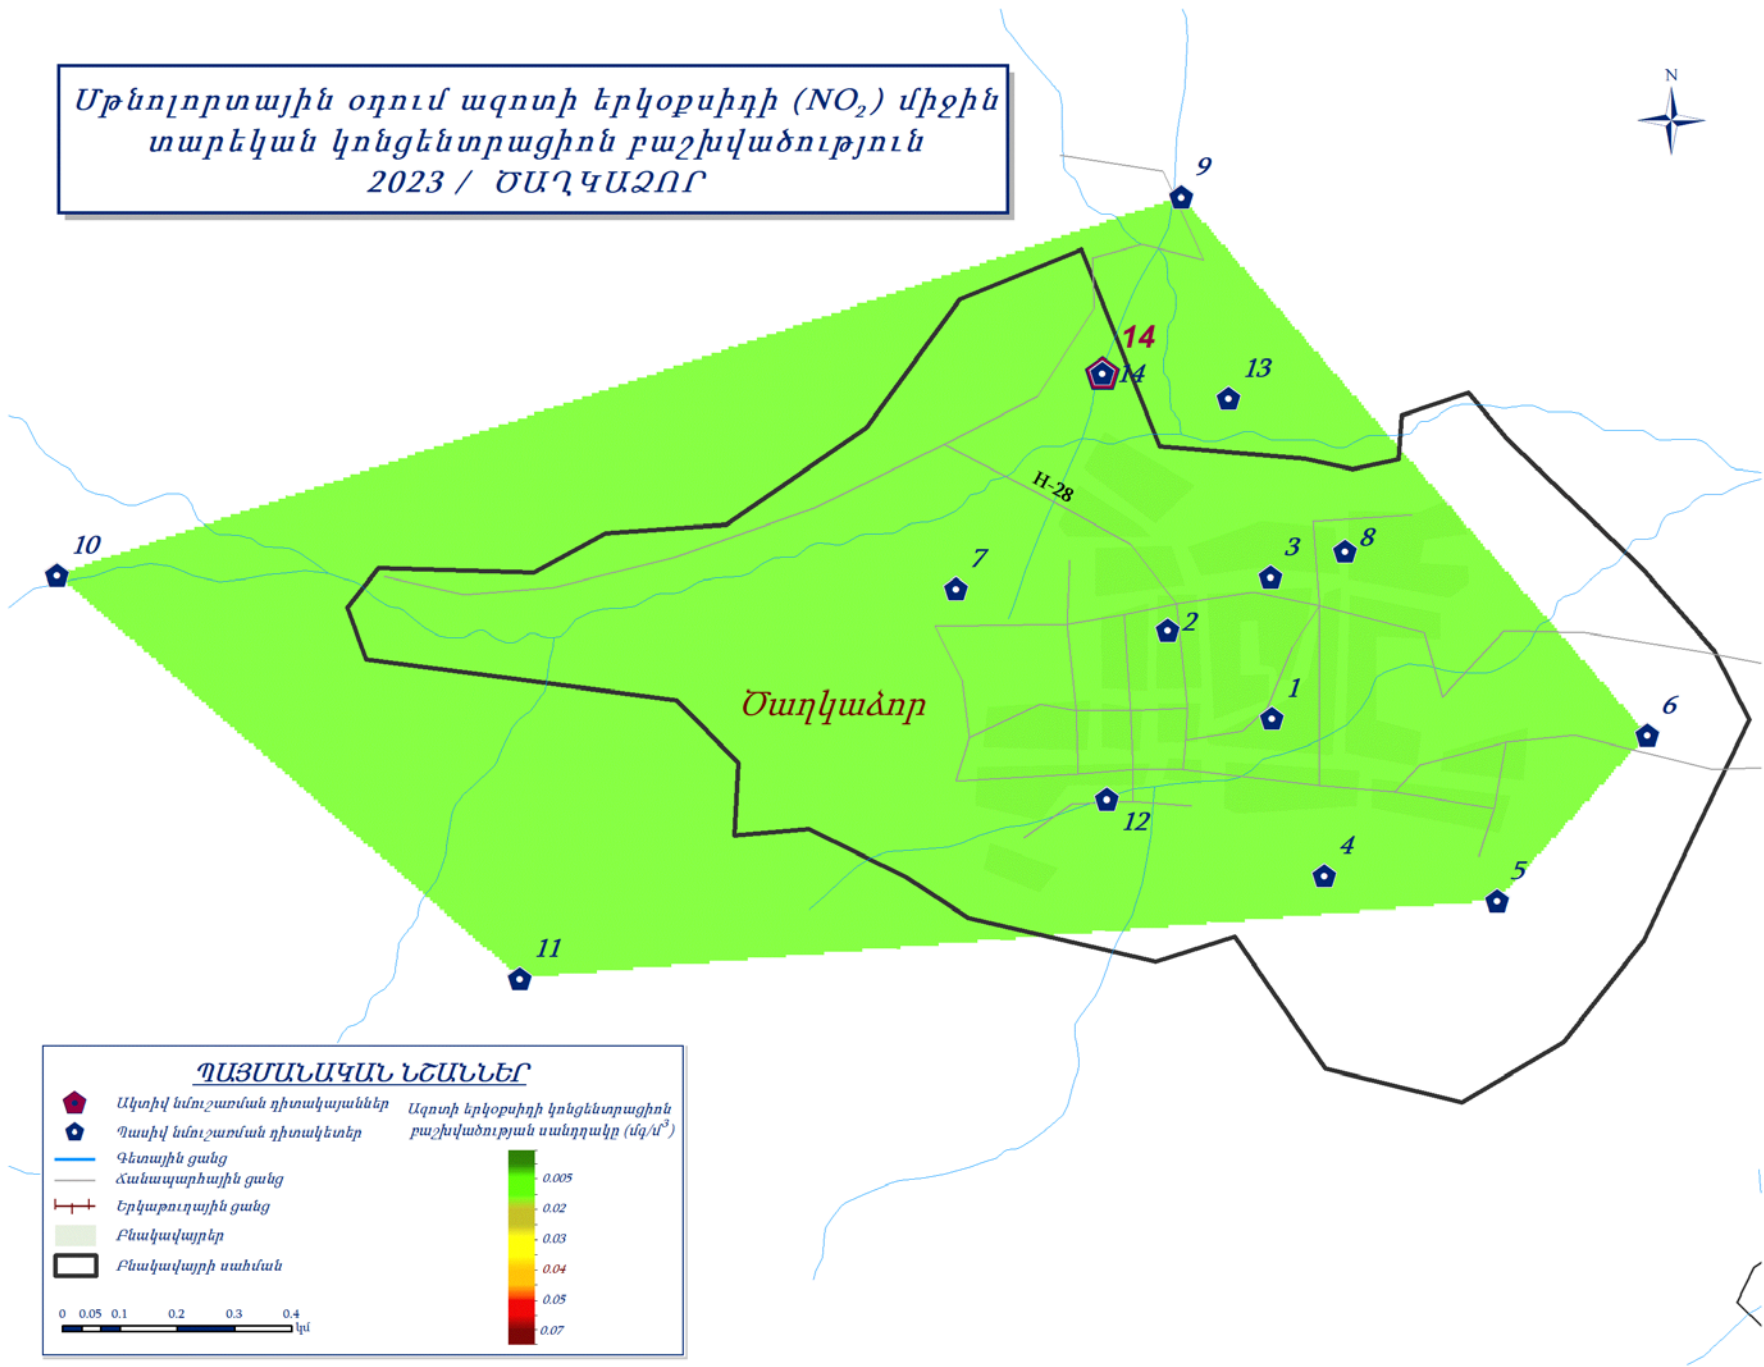 Մթնոլորտային օդում ազոտի երկօքսիդի (NO₂) միջին
տարեկան կոնցենտրացիոն բաշխվածություն
2023 / ԾԱՂԿԱՁՈՐ
N
9
14
14
13
10
H-28
7
3
8
2
Ծաղկաձոր
1
6
12
4
5
11
ՊԱՅՄԱՆԱԿԱՆ ՆՇԱՆՆԵՐ
Ակտիվ նմուշառման դիտակայաններ
Պասիվ նմուշառման դիտակետեր
Գետային ցանց
Ճանապարհային ցանց
Երկաթուղային ցանց
Բնակավայրեր
Բնակավայրի սահման
0 0.05 0.1 0.2 0.3 0.4
կմ
Ազոտի երկօքսիդի կոնցենտրացիոն
բաշխվածության սանդղակը (մգ/մ³)
0.005
0.02
0.03
0.04
0.05
0.07